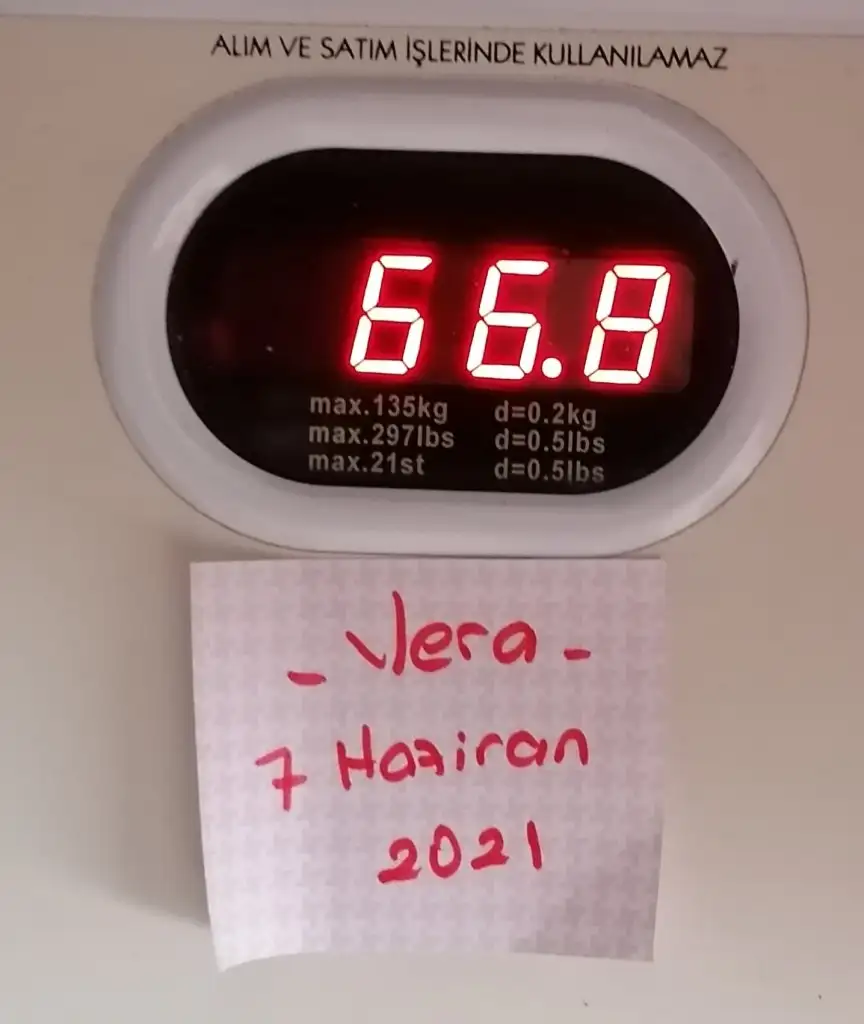 ALIM VE SATIM İŞLERİNDE KULLANILAMAZ
66.8
max.135kg d=0.2kg
max.297lbs d=0.5lbs
max.21st d=0.5lbs
- Vera -
7 Haziran
2021